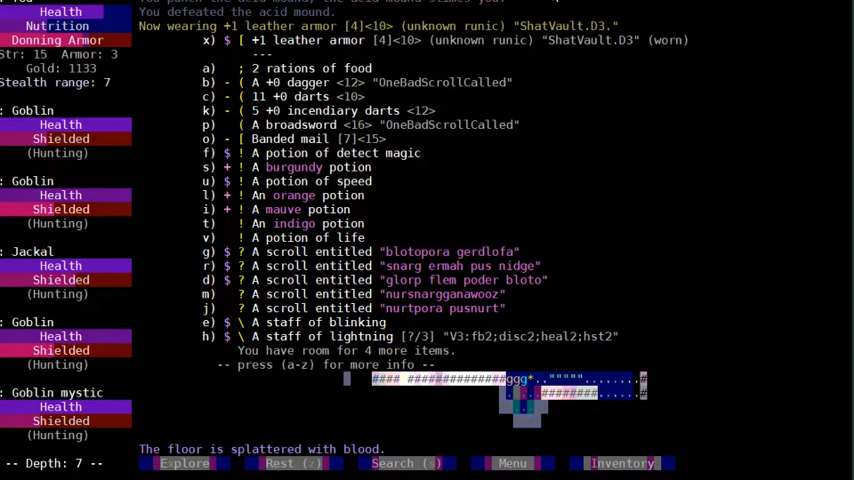 You defeated the acid mound.
Now wearing +1 leather armor [4]<10> (unknown runic) "ShatVault.D3."
x) $ [ +1 leather armor [4]<10> (unknown runic) "ShatVault.D3" (worn)
---
a) ; 2 rations of food
b) - ( A +0 dagger <12> "OneBadScrollCalled"
c) - ( 11 +0 darts <10>
k) - ( 5 +0 incendiary darts <12>
p) ( A broadsword <16> "OneBadScrollCalled"
o) - [ Banded mail [7]<15>
f) $ ! A potion of detect magic
s) + ! A burgundy potion
u) $ ! A potion of speed
l) + ! An orange potion
i) + ! A mauve potion
t) ! An indigo potion
v) ! A potion of life
g) $ ? A scroll entitled "blotopora gerdlofa"
r) $ ? A scroll entitled "snarg ermah pus nidge"
d) $ ? A scroll entitled "glorp flem poder bloto"
m) ? A scroll entitled "nursnargganawooz"
j) ? A scroll entitled "nurtpora pusnurt"
e) $ \ A staff of blinking
h) $ \ A staff of lightning [?/3] "V3:fb2;disc2;heal2;hst2"
You have room for 4 more items.
-- press (a-z) for more info --
Health
Nutrition
Donning Armor
Str: 15 Armor: 3
Gold: 1133
Stealth range: 7
: Goblin
Health
Shielded
(Hunting)
: Goblin
Health
Shielded
(Hunting)
: Jackal
Health
Shielded
(Hunting)
: Goblin
Health
Shielded
(Hunting)
: Goblin mystic
Health
Shielded
(Hunting)
-- Depth: 7 --
The floor is splattered with blood.
Explore Rest (z) Search (s) Menu Inventory